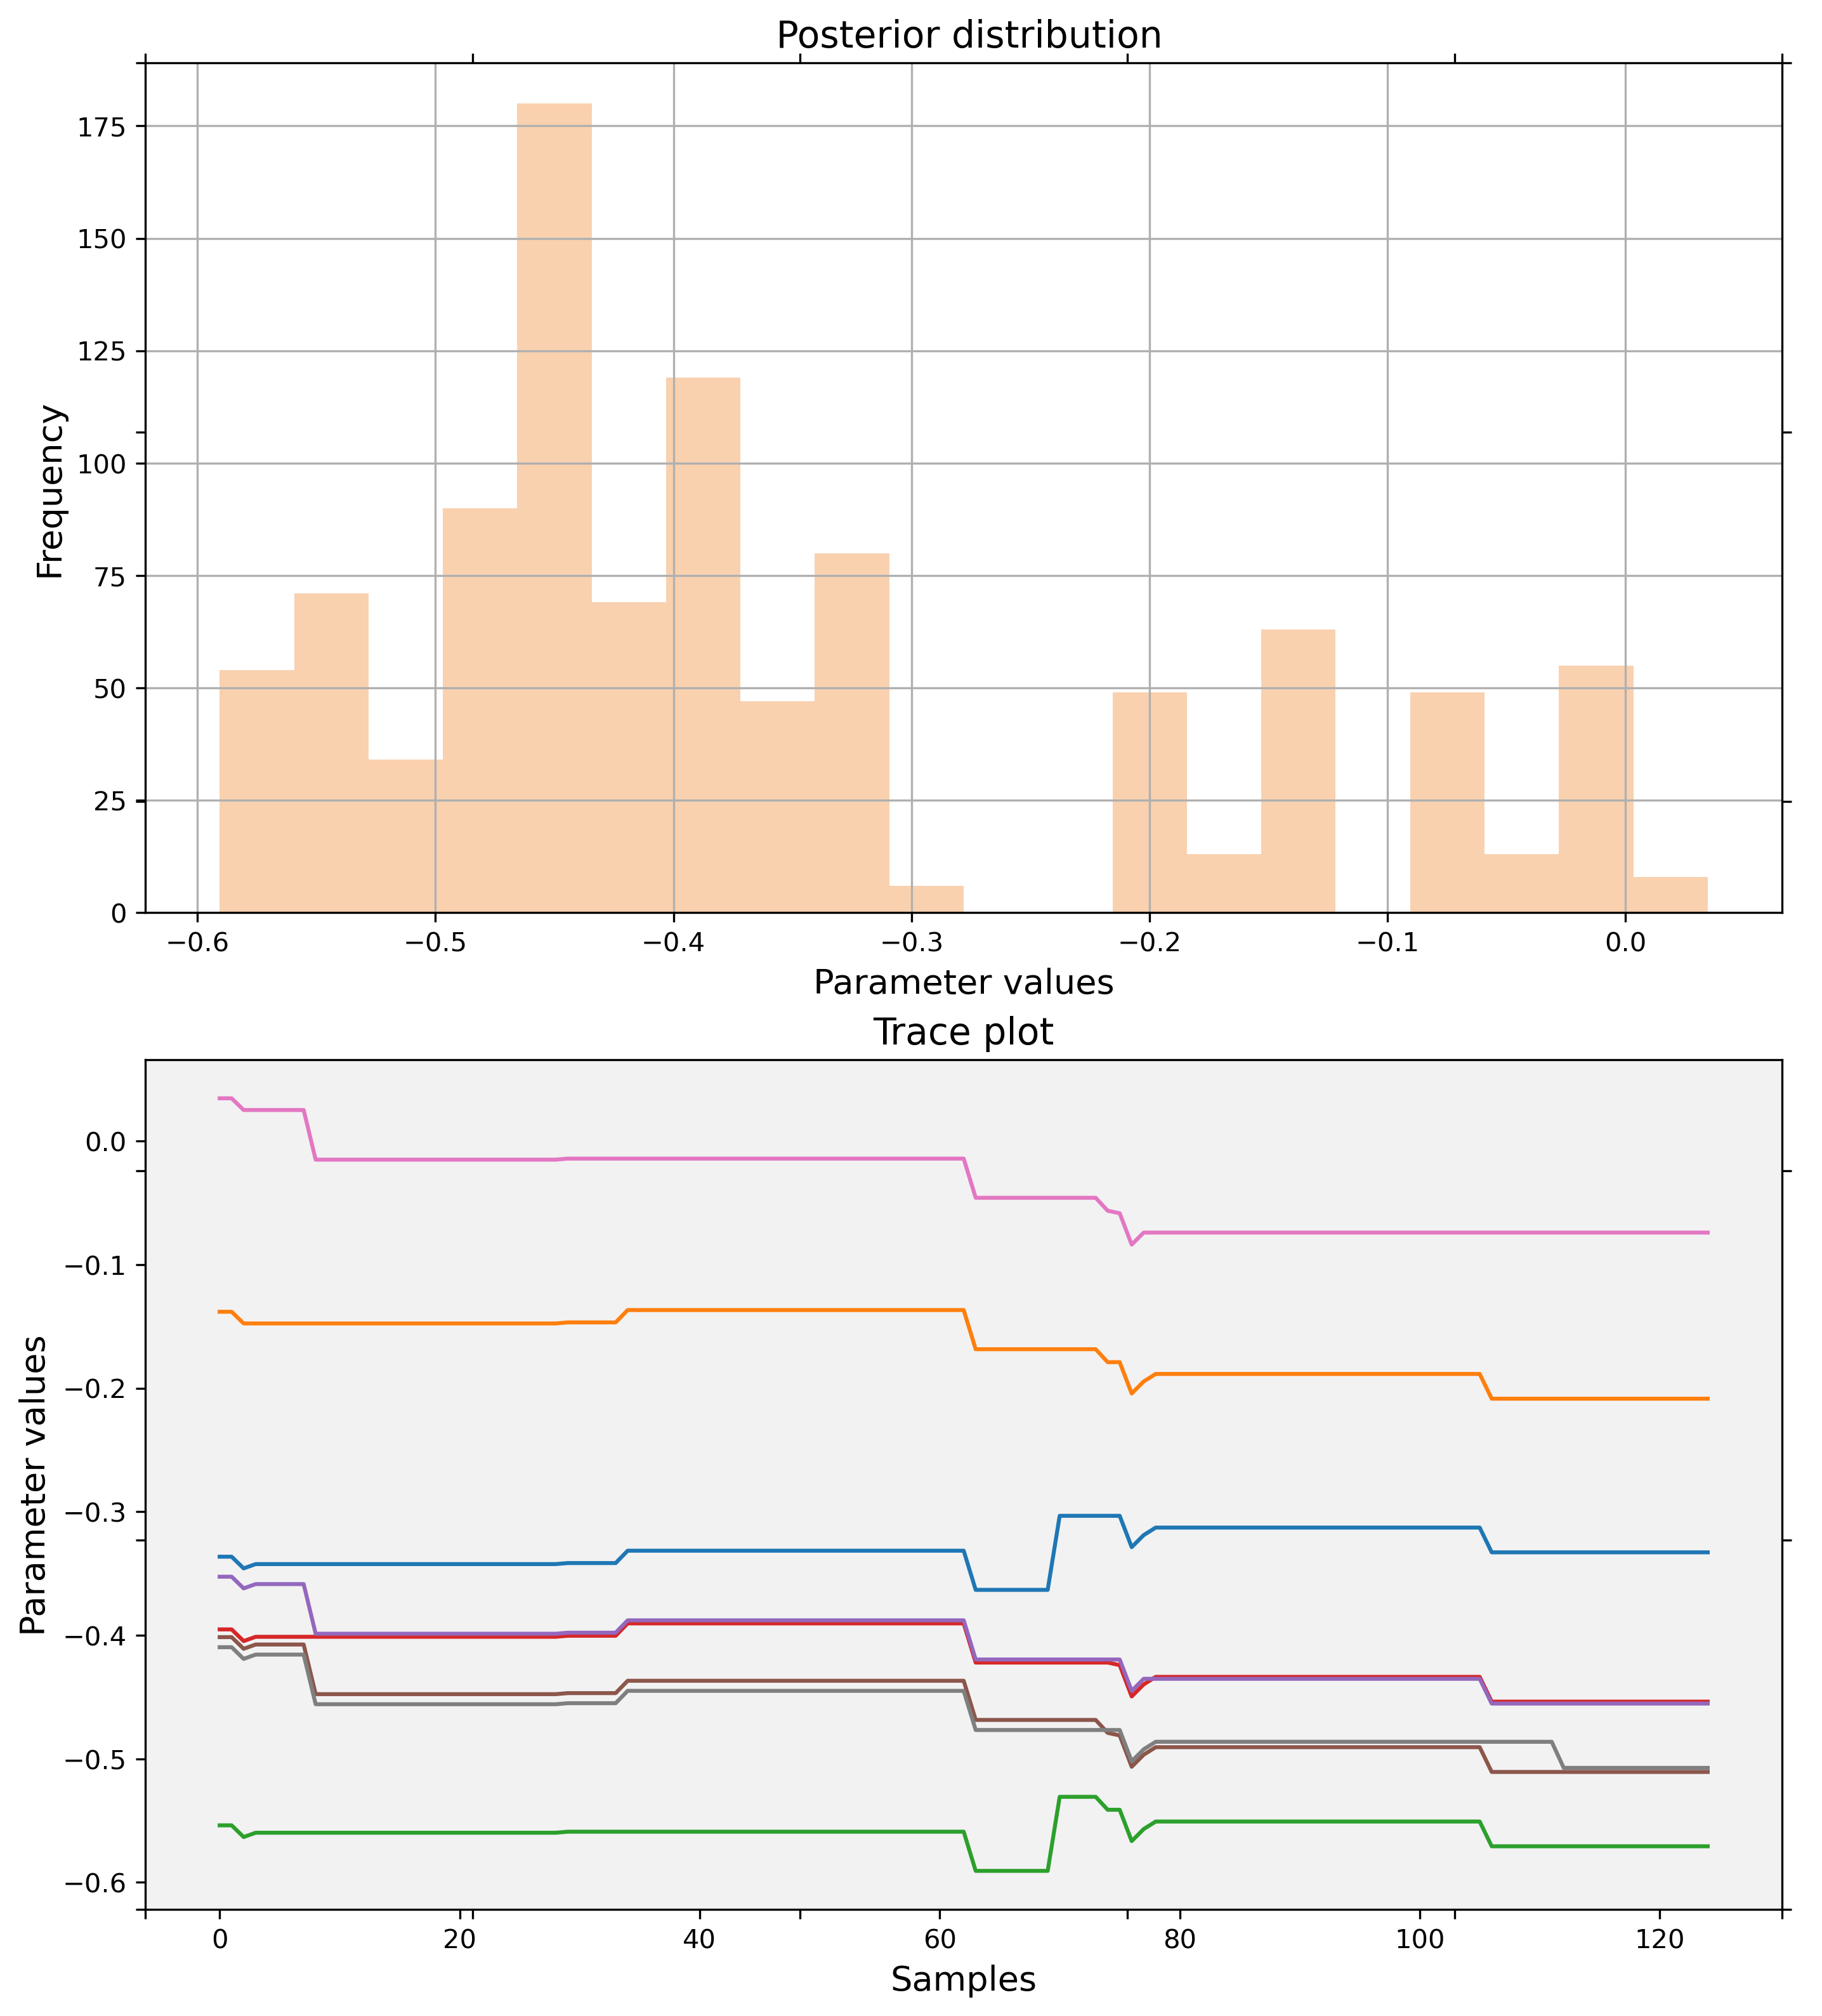 Posterior distribution
Frequency
175
150
125
100
75
50
25
0
−0.6 −0.5 −0.4 −0.3 −0.2 −0.1 0.0
Parameter values
Trace plot
Parameter values
0.0
−0.1
−0.2
−0.3
−0.4
−0.5
−0.6
0 20 40 60 80 100 120
Samples